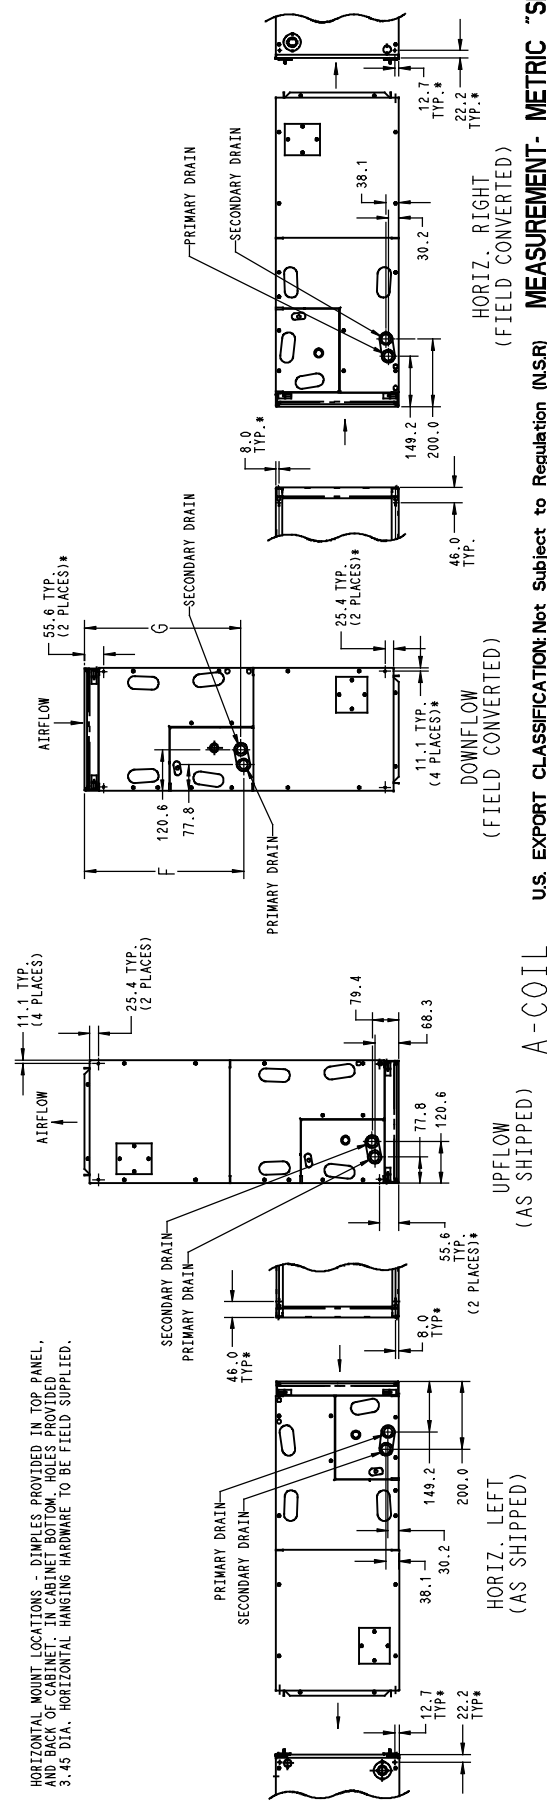 HORIZONTAL MOUNT LOCATIONS - DIMPLES PROVIDED IN TOP PANEL,
AND BACK OF CABINET. IN CABINET BOTTOM, HOLES PROVIDED
3.45 DIA. HORIZONTAL HANGING HARDWARE TO BE FIELD SUPPLIED.
PRIMARY DRAIN
SECONDARY DRAIN
46.0
TYP*
8.0
TYP*
149.2
200.0
30.2
38.1
12.7
TYP*
22.2
TYP*
HORIZ. LEFT
(AS SHIPPED)
AIRFLOW
11.1 TYP.
(4 PLACES)
25.4 TYP.
(2 PLACES)
SECONDARY DRAIN
PRIMARY DRAIN
79.4
68.3
77.8
120.6
55.6
TYP.
(2 PLACES)*
UPFLOW
(AS SHIPPED)
A-COIL
AIRFLOW
55.6 TYP.
(2 PLACES)*
F
G
120.6
77.8
SECONDARY DRAIN
PRIMARY DRAIN
25.4 TYP.
(2 PLACES)*
11.1 TYP.
(4 PLACES)*
DOWNFLOW
(FIELD CONVERTED)
PRIMARY DRAIN
SECONDARY DRAIN
8.0
TYP.*
46.0
TYP.
149.2
200.0
38.1
30.2
12.7
TYP.*
22.2
TYP.*
HORIZ. RIGHT
(FIELD CONVERTED)
U.S. EXPORT CLASSIFICATION: Not Subject to Regulation (N.S.R)
MEASUREMENT- METRIC "S